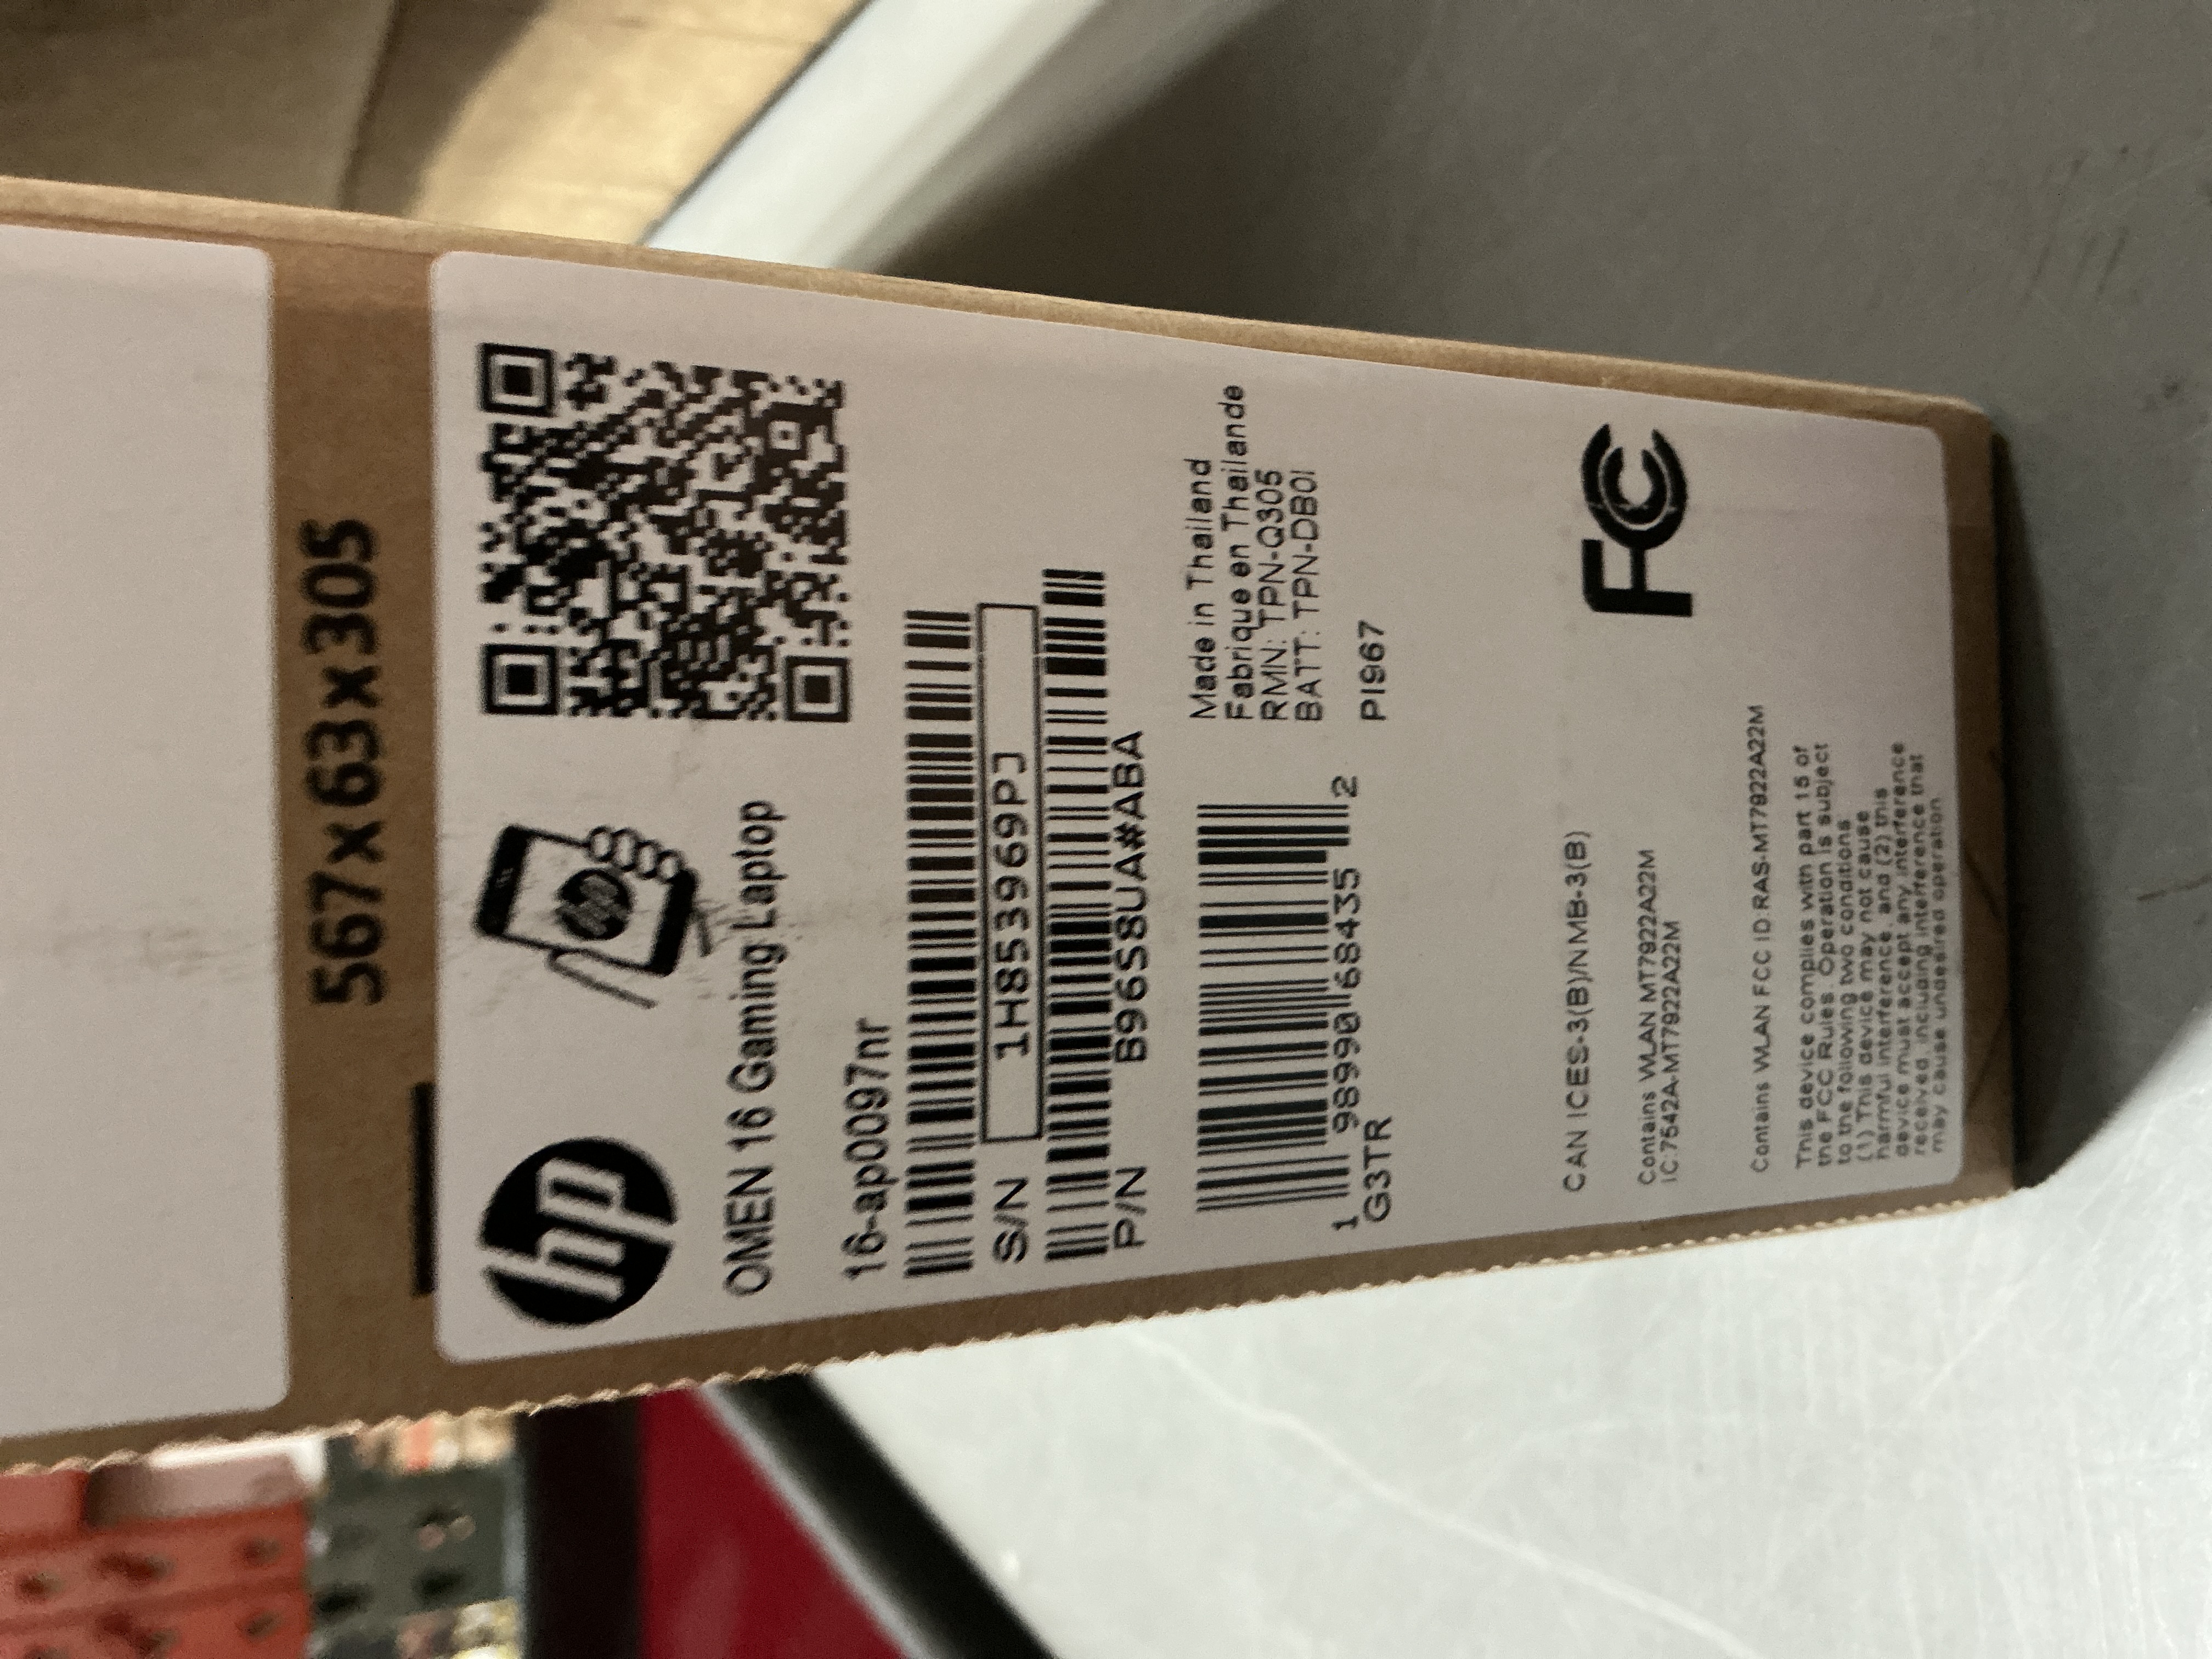 567x63x305
hp
hp
OMEN 16 Gaming Laptop
16-ap0097nr
S/N 1H853969PJ
P/N B96S8UA#ABA
1 98990 68435 2
G3TR
Made in Thailand
Fabrique en Thailande
RMN: TPN-Q305
BATT: TPN-DB0I
PI967
FC
CAN ICES-3(B)/NMB-3(B)
Contains WLAN MT7922A22M
IC:7542A-MT7922A22M
Contains WLAN FCC ID RAS-MT7922A22M
This device complies with part 15 of
the FCC Rules. Operation is subject
to the following two conditions
(1) This device may not cause
harmful interference, and (2) this
device must accept any interference
received, including interference that
may cause undesired operation